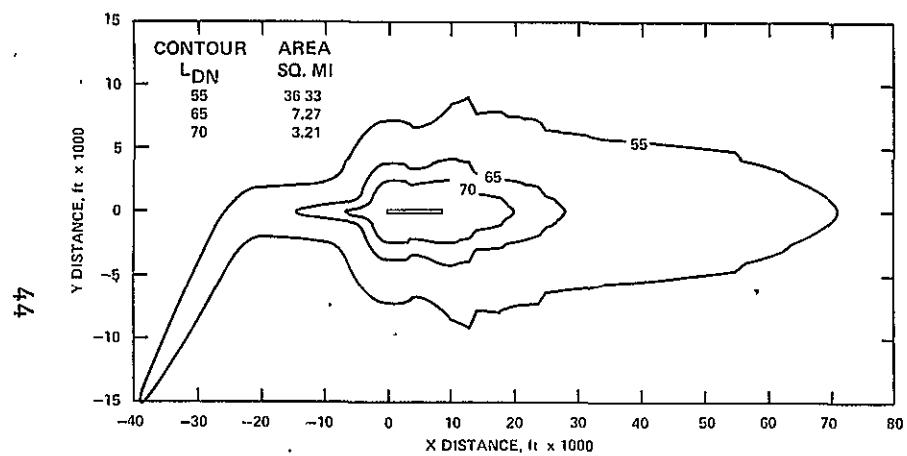 CONTOUR AREA
LDN SQ. MI
55 36 33
65 7.27
70 3.21
15
10
5
0
−5
−10
−15
Y DISTANCE, ft x 1000
55
65
70
−40 −30 −20 −10 0 10 20 30 40 50 60 70 80
X DISTANCE, ft x 1000
44